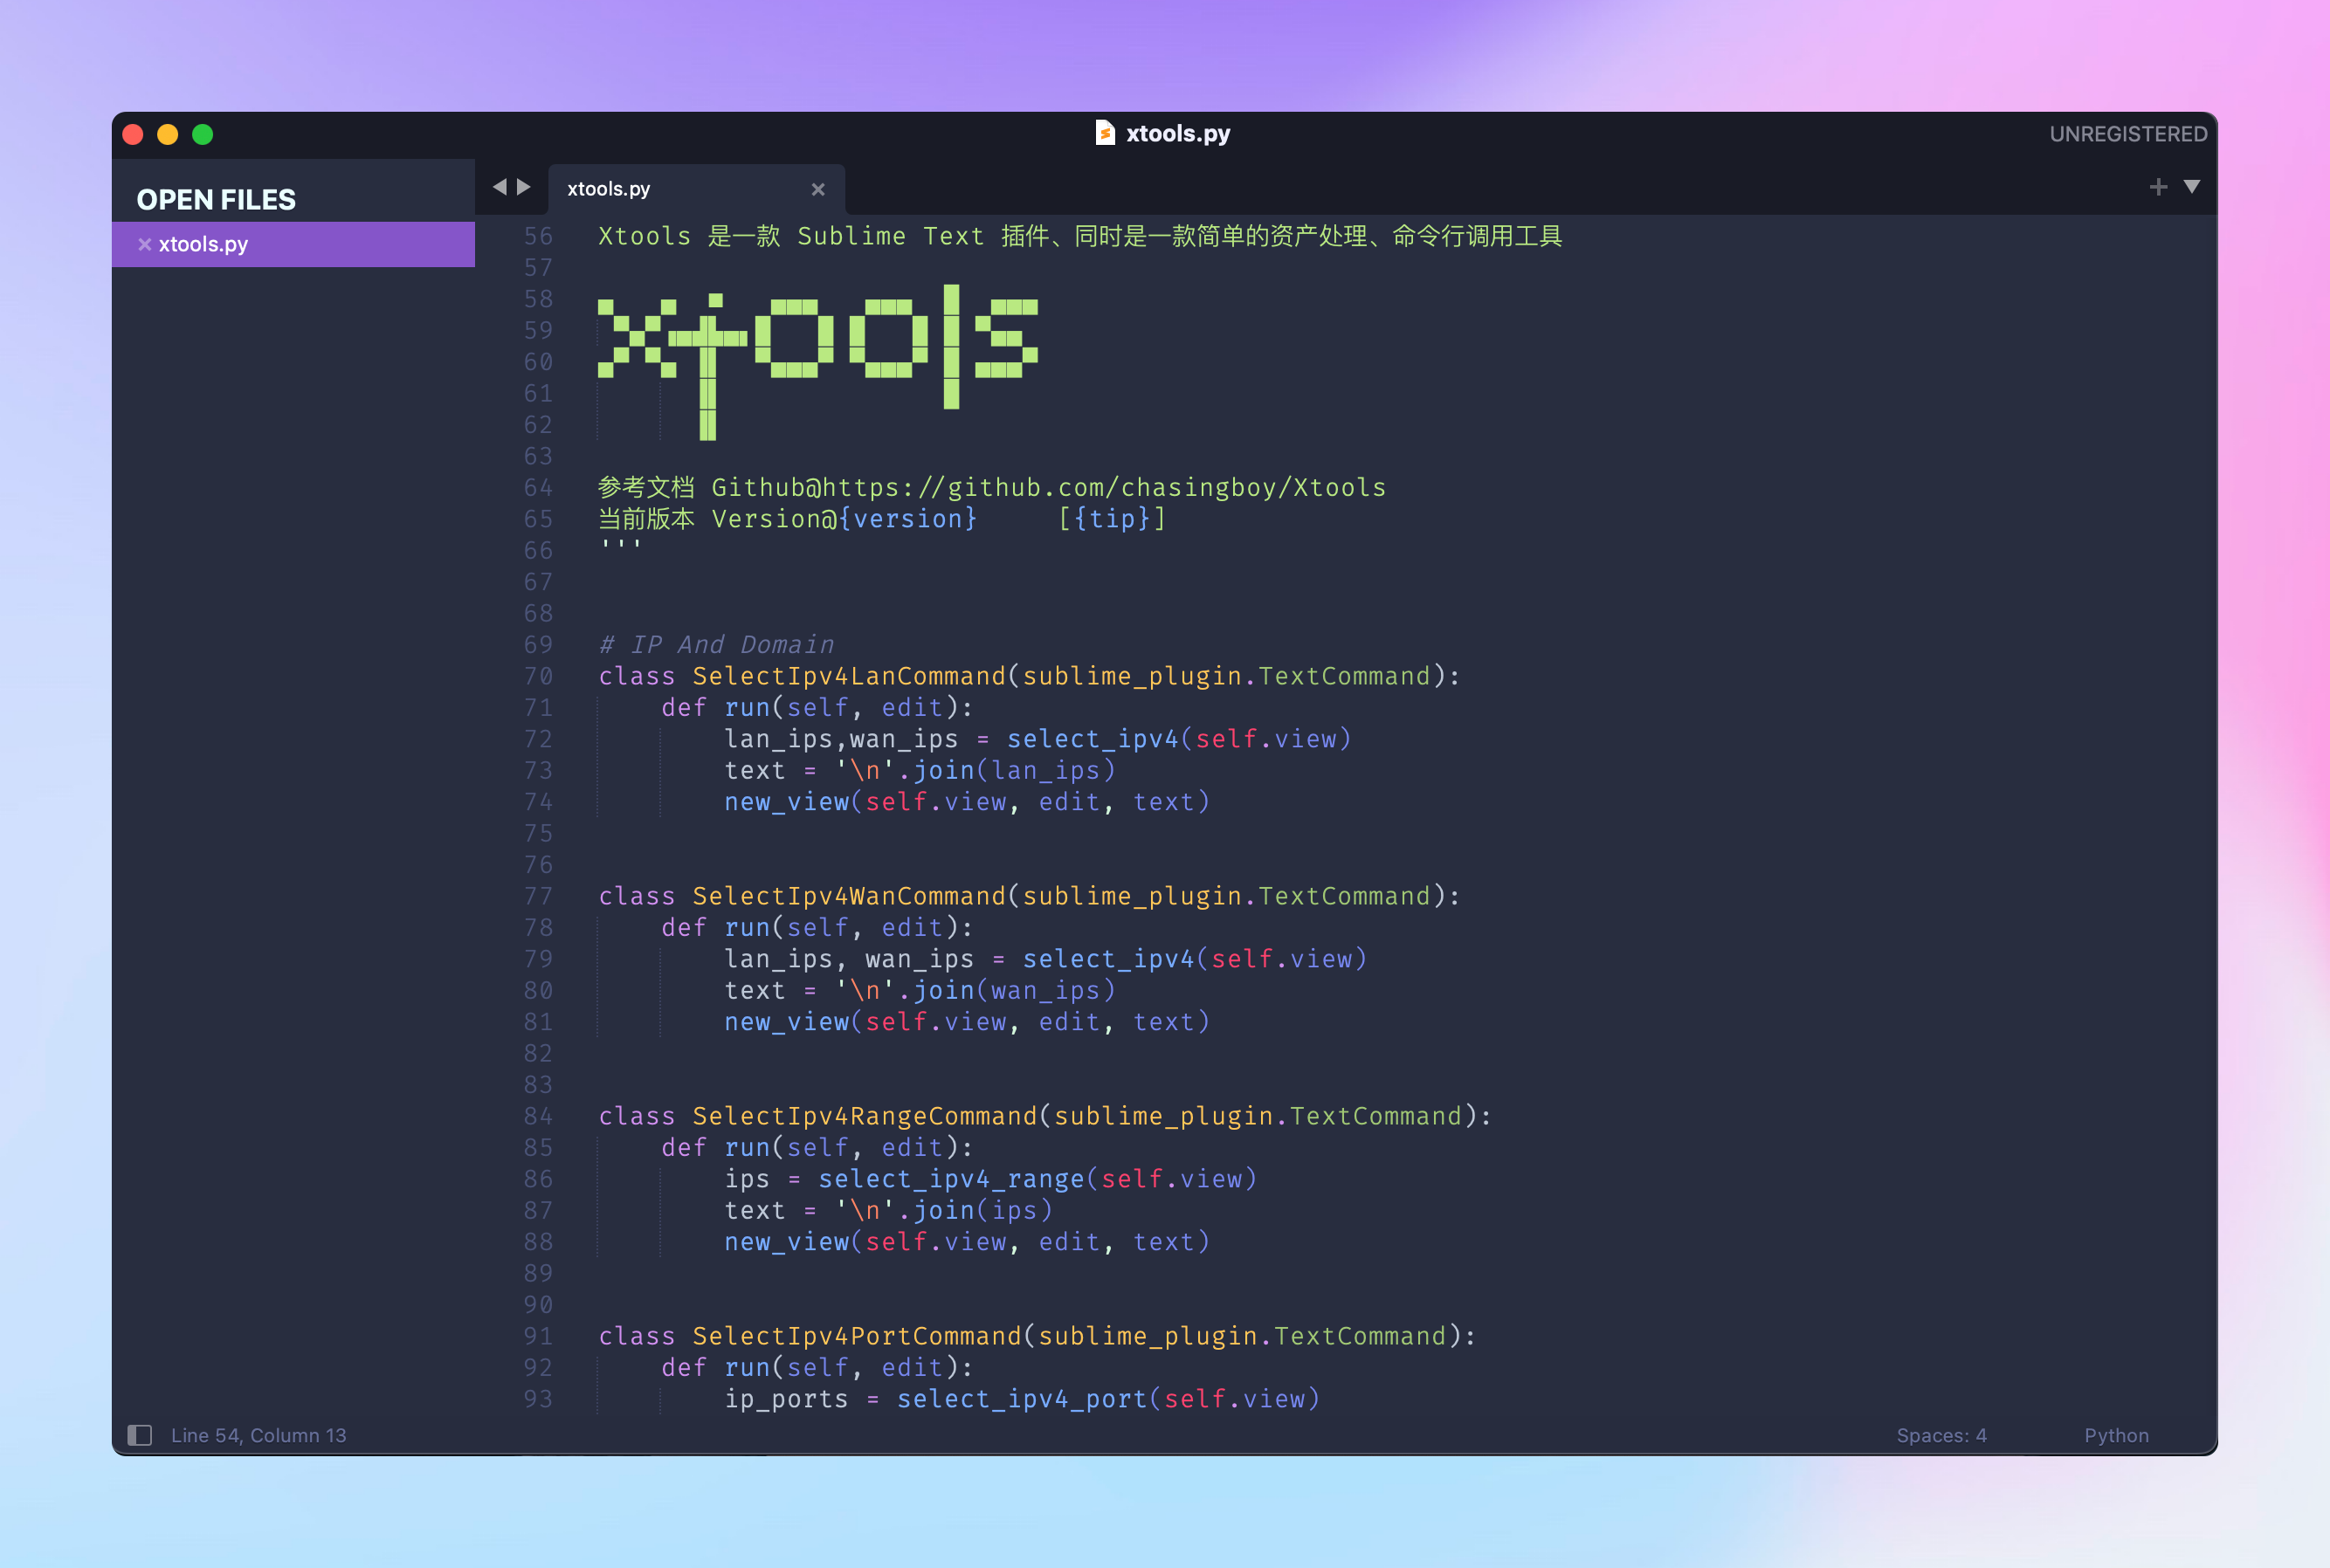 xtools.py
UNREGISTERED
OPEN FILES
xtools.py
xtools.py
56 Xtools 是一款 Sublime Text 插件、同时是一款简单的资产处理、命令行调用工具
57
58
59
60
61
62
xtools
63
64 参考文档 Github@https://github.com/chasingboy/Xtools
65 当前版本 Version@{version}     [{tip}]
66 '''
67
68
69 # IP And Domain
70 class SelectIpv4LanCommand(sublime_plugin.TextCommand):
71     def run(self, edit):
72         lan_ips,wan_ips = select_ipv4(self.view)
73         text = '\n'.join(lan_ips)
74         new_view(self.view, edit, text)
75
76
77 class SelectIpv4WanCommand(sublime_plugin.TextCommand):
78     def run(self, edit):
79         lan_ips, wan_ips = select_ipv4(self.view)
80         text = '\n'.join(wan_ips)
81         new_view(self.view, edit, text)
82
83
84 class SelectIpv4RangeCommand(sublime_plugin.TextCommand):
85     def run(self, edit):
86         ips = select_ipv4_range(self.view)
87         text = '\n'.join(ips)
88         new_view(self.view, edit, text)
89
90
91 class SelectIpv4PortCommand(sublime_plugin.TextCommand):
92     def run(self, edit):
93         ip_ports = select_ipv4_port(self.view)
Line 54, Column 13
Spaces: 4
Python